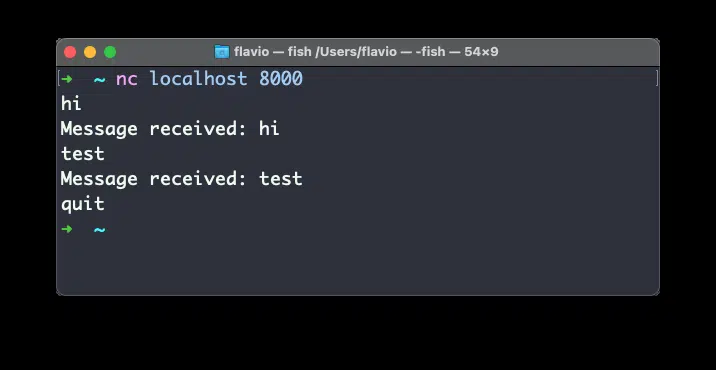 flavio — fish /Users/flavio — -fish — 54×9
➜ ~ nc localhost 8000
hi
Message received: hi
test
Message received: test
quit
➜ ~